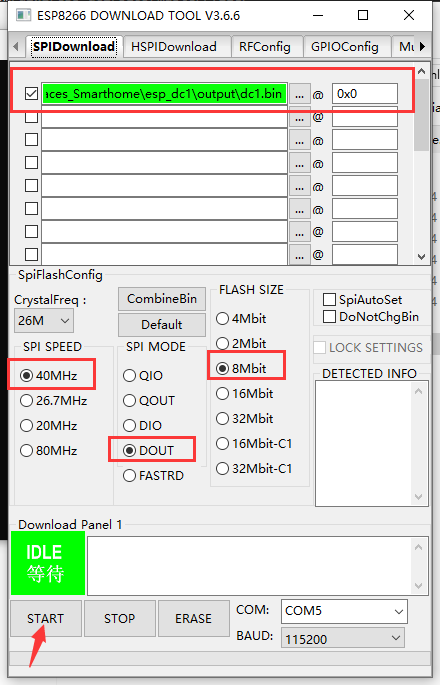 ESP8266 DOWNLOAD TOOL V3.6.6
SPIDownload HSPIDownload RFConfig GPIOConfig Mu
aces_Smarthome\esp_dc1\output\dc1.bin ... @ 0x0
... @
... @
... @
... @
... @
... @
... @
SpiFlashConfig
CrystalFreq :
26M
CombineBin
Default
SPI SPEED
40MHz
26.7MHz
20MHz
80MHz
SPI MODE
QIO
QOUT
DIO
DOUT
FASTRD
FLASH SIZE
4Mbit
2Mbit
8Mbit
16Mbit
32Mbit
16Mbit-C1
32Mbit-C1
SpiAutoSet
DoNotChgBin
LOCK SETTINGS
DETECTED INFO
Download Panel 1
IDLE
等待
START STOP ERASE
COM: COM5
BAUD: 115200